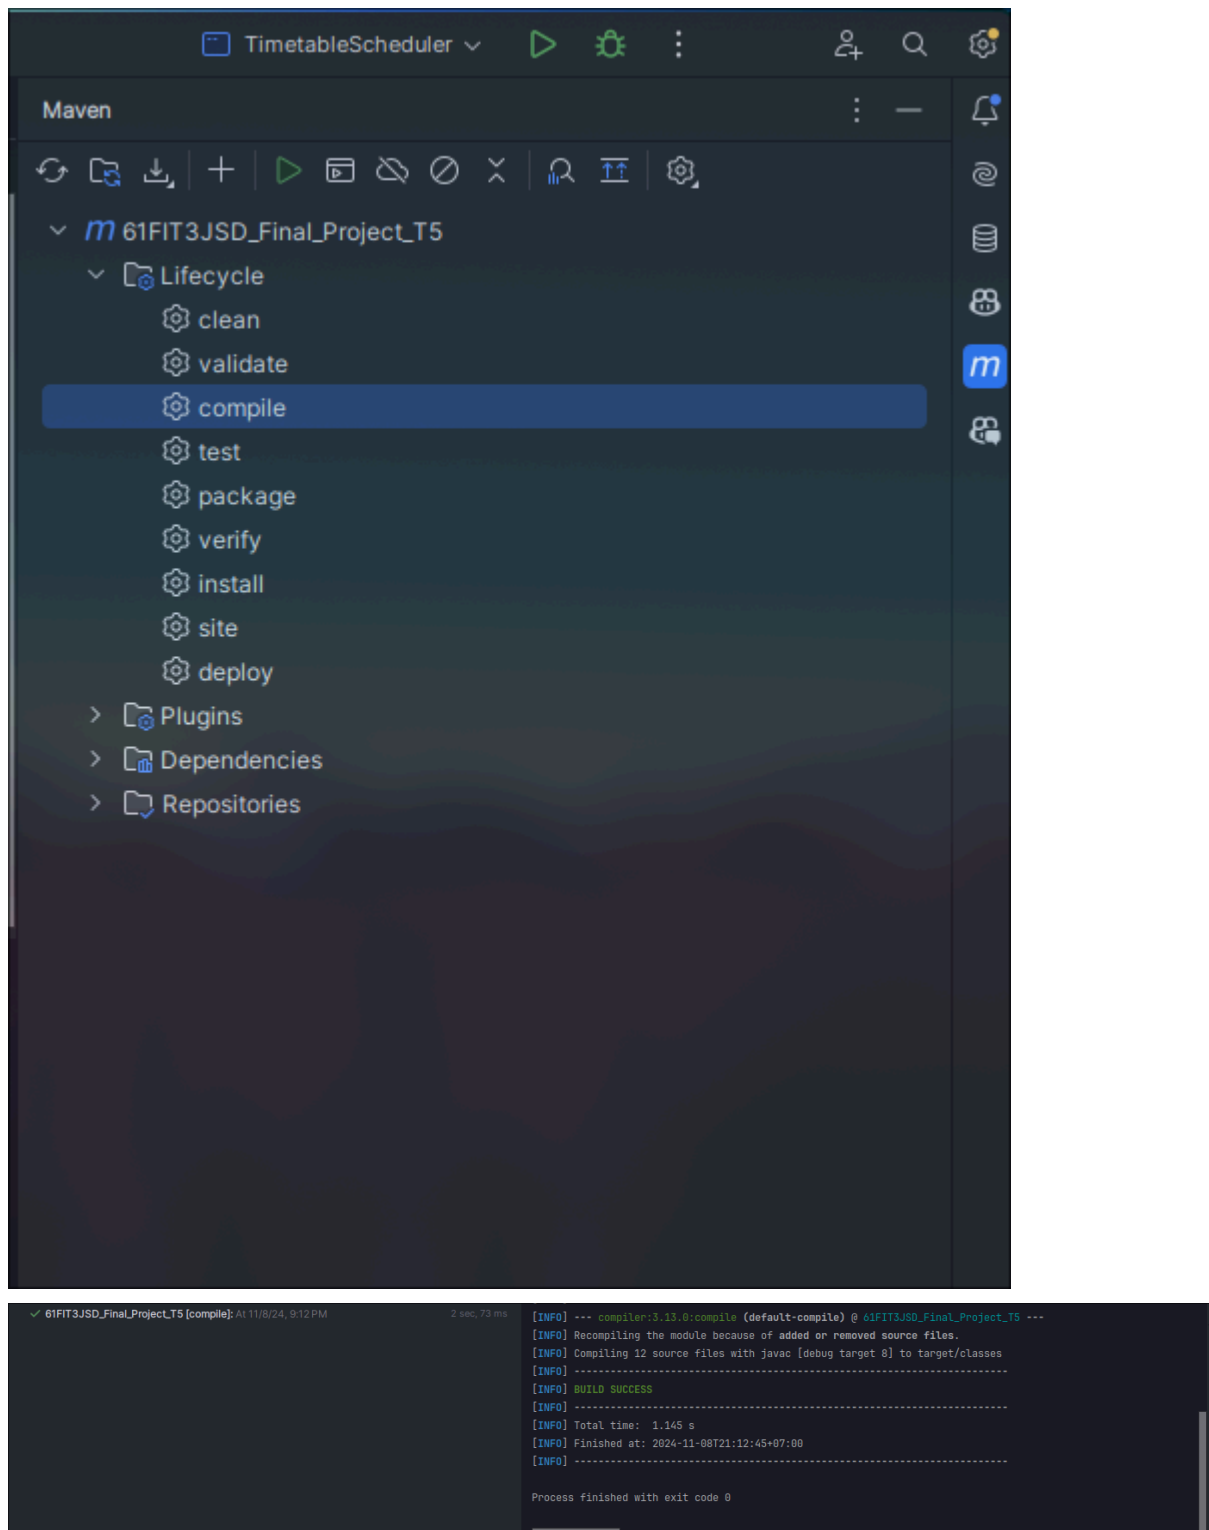 TimetableScheduler
Maven
m 61FIT3JSD_Final_Project_T5
Lifecycle
clean
validate
m
compile
test
package
verify
install
site
deploy
Plugins
Dependencies
Repositories
61FIT3JSD_Final_Project_T5 [compile]: At 11/8/24, 9:12 PM 2 sec, 73 ms
[INFO] --- compiler:3.13.0:compile (default-compile) @ 61FIT3JSD_Final_Project_T5 ---
[INFO] Recompiling the module because of added or removed source files.
[INFO] Compiling 12 source files with javac [debug target 8] to target/classes
[INFO] ------------------------------------------------------------------------
[INFO] BUILD SUCCESS
[INFO] ------------------------------------------------------------------------
[INFO] Total time:  1.145 s
[INFO] Finished at: 2024-11-08T21:12:45+07:00
[INFO] ------------------------------------------------------------------------
Process finished with exit code 0